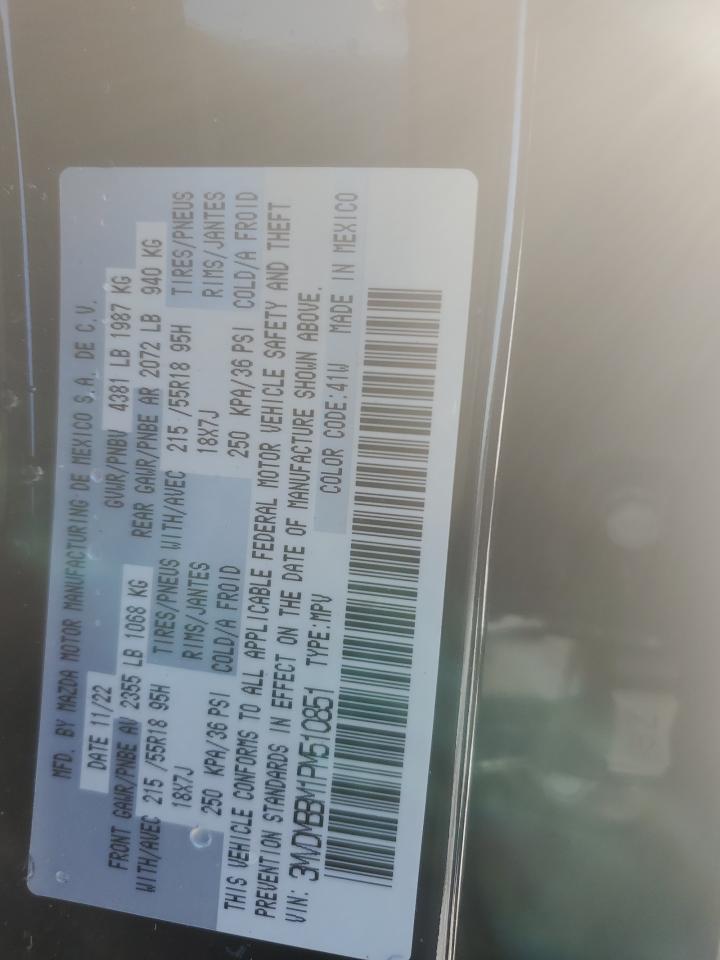 MFD. BY MAZDA MOTOR MANUFACTURING DE MEXICO S.A. DE C.V.
DATE 11/22 GVWR/PNBV 4381 LB 1987 KG
FRONT GAWR/PNBE AV 2355 LB 1068 KG REAR GAWR/PNBE AR 2072 LB 940 KG
WITH/AVEC 215 /55R18 95H TIRES/PNEUS WITH/AVEC 215 /55R18 95H TIRES/PNEUS
18X7J RIMS/JANTES 18X7J RIMS/JANTES
250 KPA/36 PSI COLD/A FROID 250 KPA/36 PSI COLD/A FROID
THIS VEHICLE CONFORMS TO ALL APPLICABLE FEDERAL MOTOR VEHICLE SAFETY AND THEFT
PREVENTION STANDARDS IN EFFECT ON THE DATE OF MANUFACTURE SHOWN ABOVE.
VIN: 3MVDMBBM1PM510851 TYPE:MPV COLOR CODE:41W MADE IN MEXICO